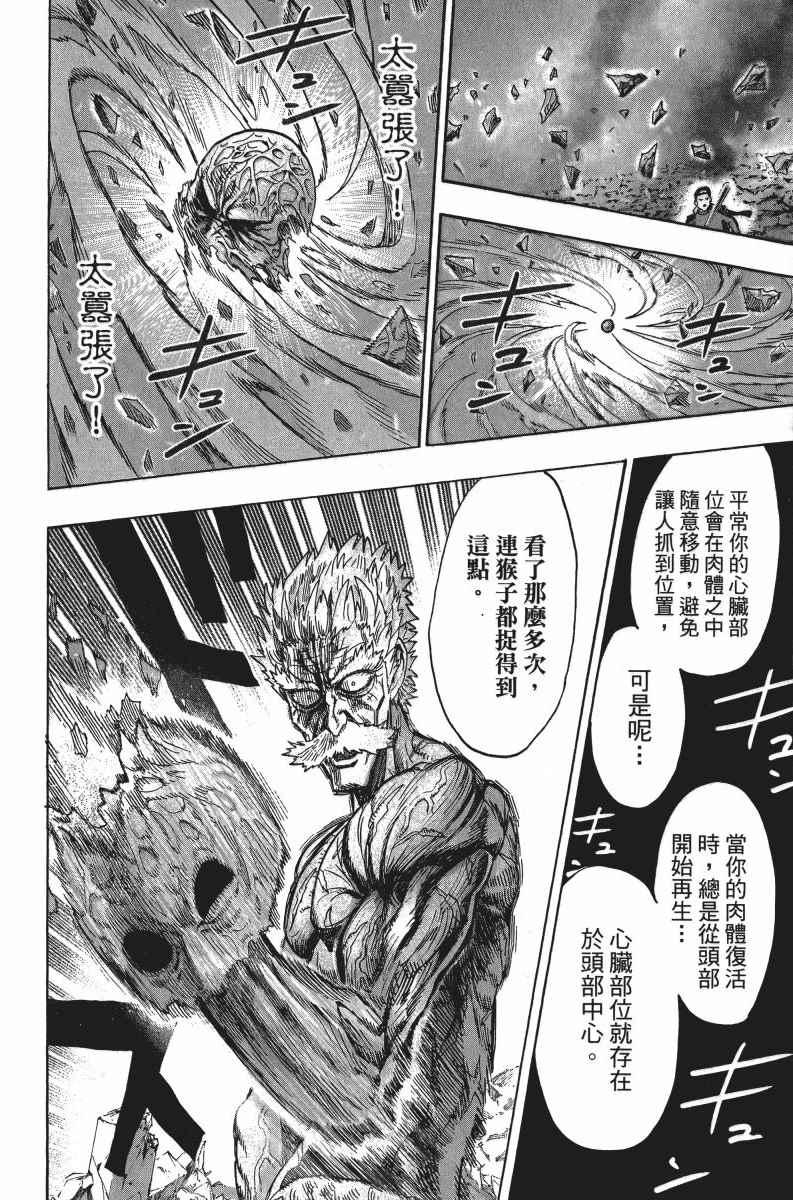 キュン
キュン
太囂張了！
太囂張了！
キュン
平常你的心臟部
位會在肉體之中
隨意移動，避免
讓人抓到位置，
可是呢…
キュン
當你的肉體復活
時，總是從頭部
開始再生…
キュン
心臟部位就存在
於頭部中心。
キュン
看了那麼多次，
連猴子都捉得到
這點。